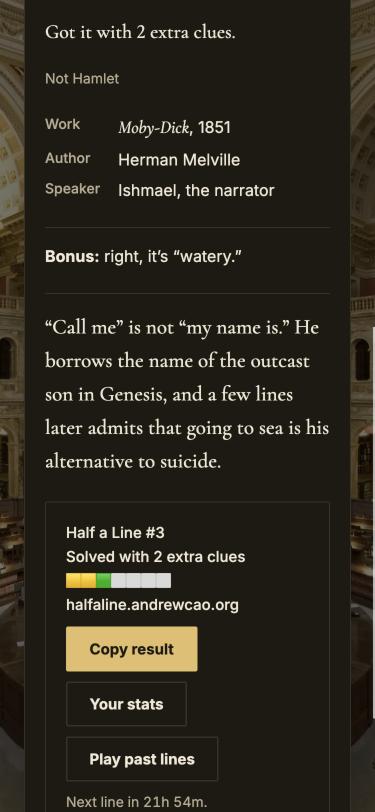 Got it with 2 extra clues.
Not Hamlet
Work Moby-Dick, 1851
Author Herman Melville
Speaker Ishmael, the narrator
Bonus: right, it’s “watery.”
“Call me” is not “my name is.” He
borrows the name of the outcast
son in Genesis, and a few lines
later admits that going to sea is his
alternative to suicide.
Half a Line #3
Solved with 2 extra clues
halfaline.andrewcao.org
Copy result
Your stats
Play past lines
Next line in 21h 54m.